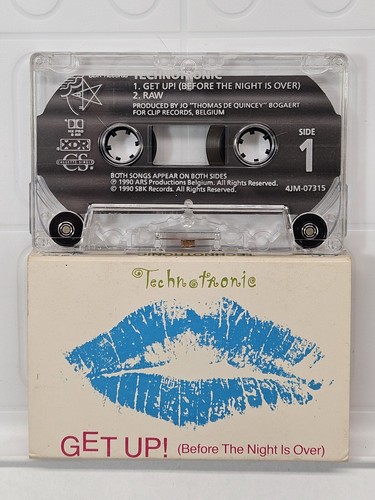 TECHNOTRONIC
1. GET UP! (BEFORE THE NIGHT IS OVER)
2. RAW
PRODUCED BY JO "THOMAS DE QUINCEY" BOGAERT
FOR CLIP RECORDS, BELGIUM
XDR
SIDE
1
BOTH SONGS APPEAR ON BOTH SIDES
℗ 1990 ARS Productions Belgium. All Rights Reserved.
© 1990 SBK Records. All Rights Reserved.
4JM-07315
Technotronic
GET UP! (Before The Night Is Over)